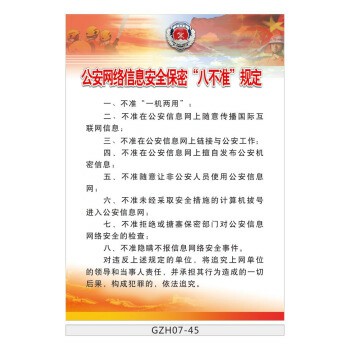 公安网络信息安全保密“八不准”规定
一、不准“一机两用”；
二、不准在公安信息网上随意传播国际
互联网信息；
三、不准在公安信息网上链接与公安工作；
四、不准在公安信息网上擅自发布公安机
密信息；
五、不准随意让非公安人员使用公安信息
网；
六、不准未经采取安全措施的计算机拔号
进入公安信息网；
七、不准拒绝或搪塞保密部门对公安信息
网络安全的检查；
八、不准隐瞒不报信息网络安全事件。
对违反上述规定的单位，将追究上网单位
的领导和当事人责任，并承担其行为造成的一切
后果，构成犯罪的，依法追究。
GZH07-45